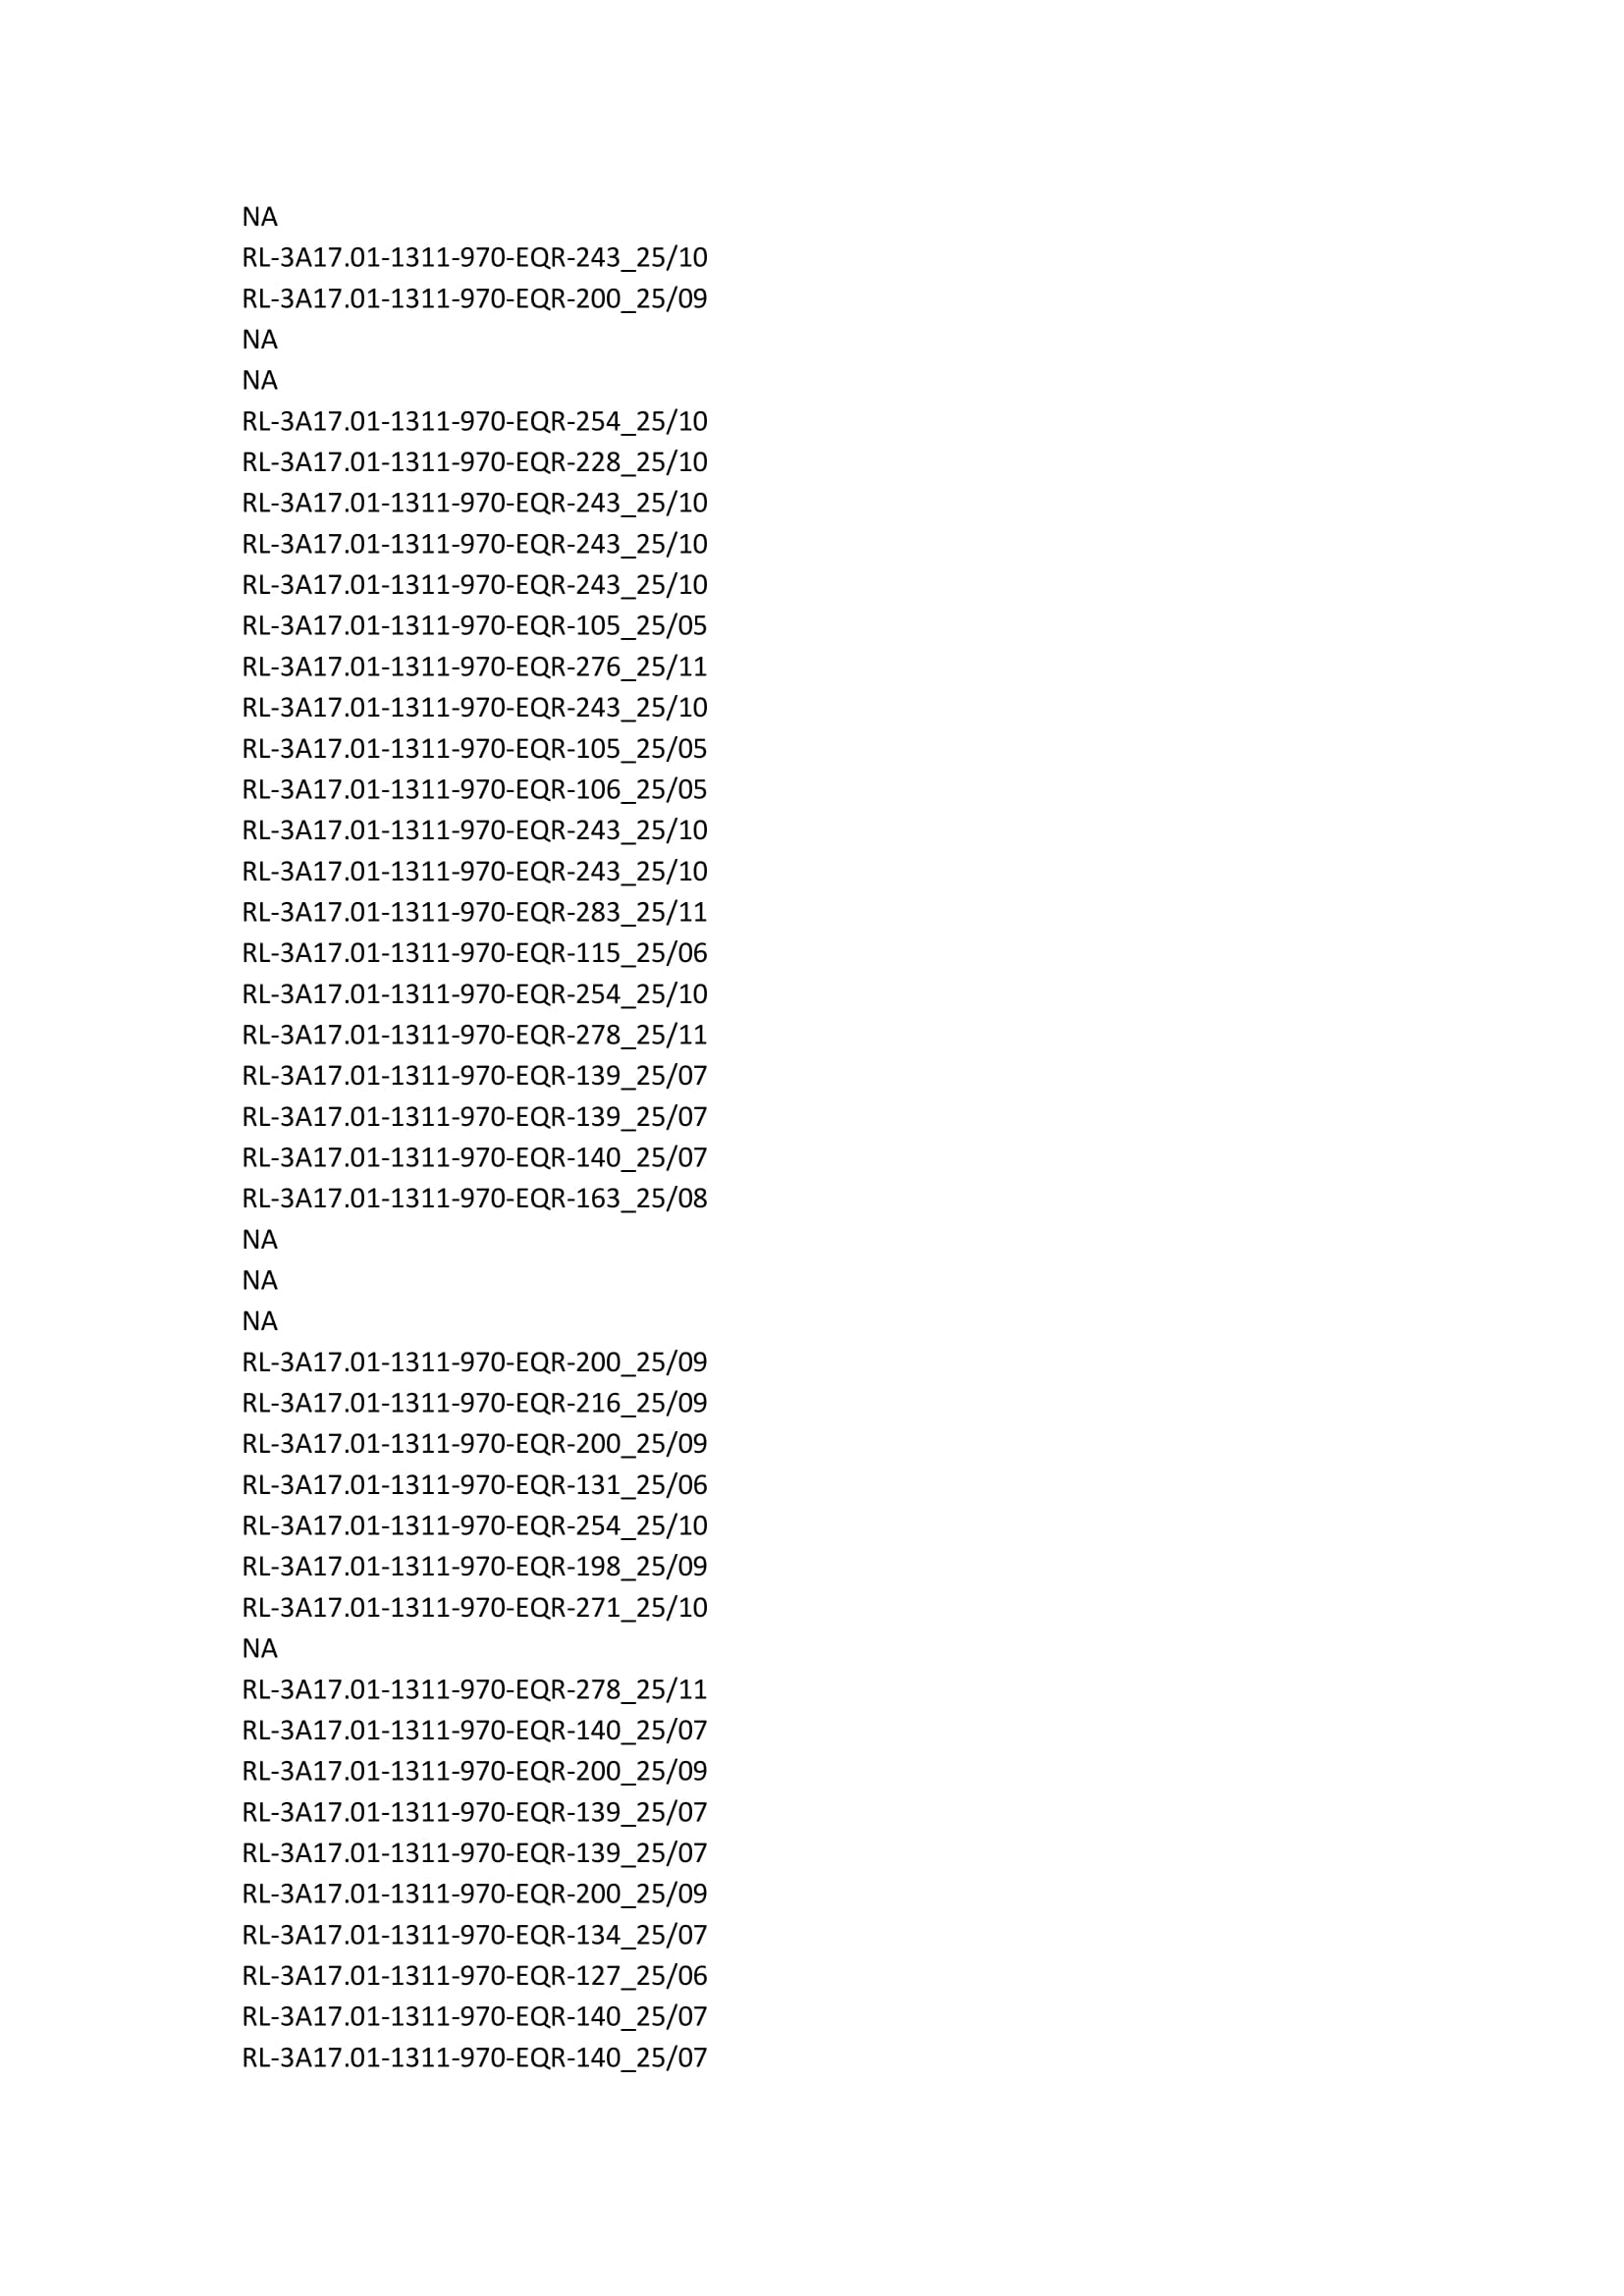 NA
RL-3A17.01-1311-970-EQR-243_25/10
RL-3A17.01-1311-970-EQR-200_25/09
NA
NA
RL-3A17.01-1311-970-EQR-254_25/10
RL-3A17.01-1311-970-EQR-228_25/10
RL-3A17.01-1311-970-EQR-243_25/10
RL-3A17.01-1311-970-EQR-243_25/10
RL-3A17.01-1311-970-EQR-243_25/10
RL-3A17.01-1311-970-EQR-105_25/05
RL-3A17.01-1311-970-EQR-276_25/11
RL-3A17.01-1311-970-EQR-243_25/10
RL-3A17.01-1311-970-EQR-105_25/05
RL-3A17.01-1311-970-EQR-106_25/05
RL-3A17.01-1311-970-EQR-243_25/10
RL-3A17.01-1311-970-EQR-243_25/10
RL-3A17.01-1311-970-EQR-283_25/11
RL-3A17.01-1311-970-EQR-115_25/06
RL-3A17.01-1311-970-EQR-254_25/10
RL-3A17.01-1311-970-EQR-278_25/11
RL-3A17.01-1311-970-EQR-139_25/07
RL-3A17.01-1311-970-EQR-139_25/07
RL-3A17.01-1311-970-EQR-140_25/07
RL-3A17.01-1311-970-EQR-163_25/08
NA
NA
NA
RL-3A17.01-1311-970-EQR-200_25/09
RL-3A17.01-1311-970-EQR-216_25/09
RL-3A17.01-1311-970-EQR-200_25/09
RL-3A17.01-1311-970-EQR-131_25/06
RL-3A17.01-1311-970-EQR-254_25/10
RL-3A17.01-1311-970-EQR-198_25/09
RL-3A17.01-1311-970-EQR-271_25/10
NA
RL-3A17.01-1311-970-EQR-278_25/11
RL-3A17.01-1311-970-EQR-140_25/07
RL-3A17.01-1311-970-EQR-200_25/09
RL-3A17.01-1311-970-EQR-139_25/07
RL-3A17.01-1311-970-EQR-139_25/07
RL-3A17.01-1311-970-EQR-200_25/09
RL-3A17.01-1311-970-EQR-134_25/07
RL-3A17.01-1311-970-EQR-127_25/06
RL-3A17.01-1311-970-EQR-140_25/07
RL-3A17.01-1311-970-EQR-140_25/07